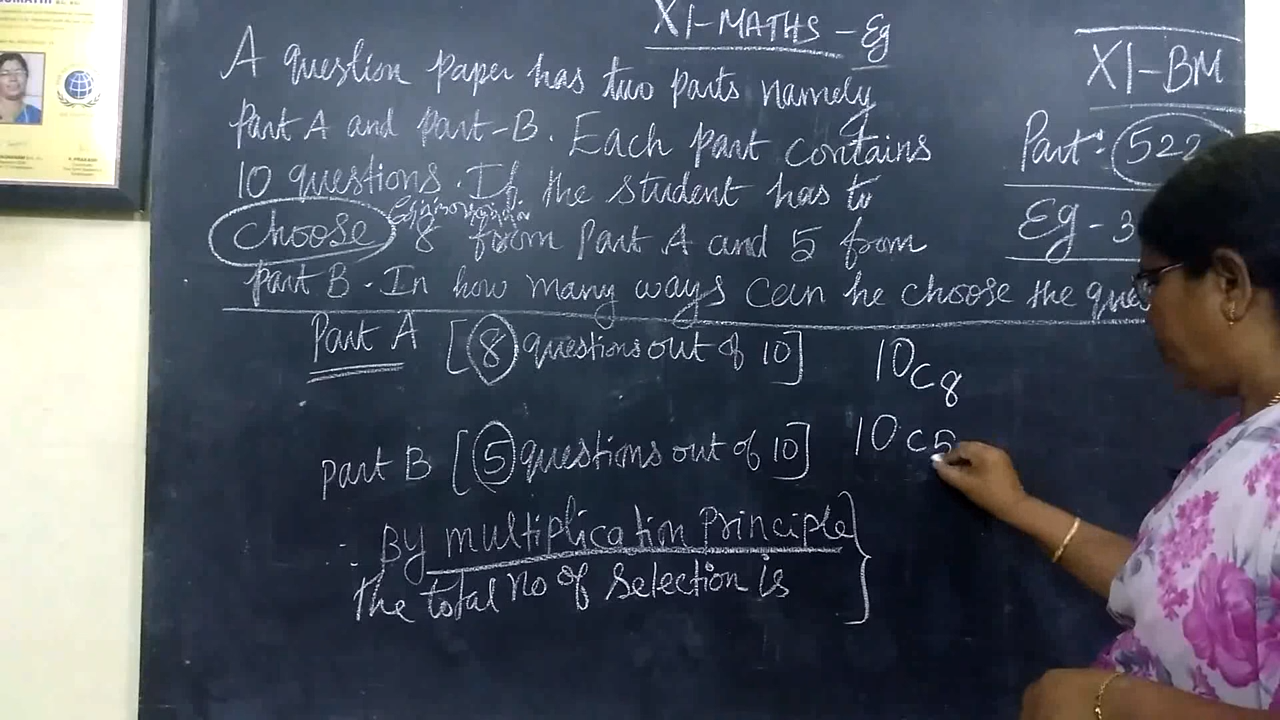 XI-MATHS-Eg
XI-BM
A question paper has two parts namely
Part A and part-B. Each part contains
10 questions. If the student has to
choose 8 from Part A and 5 from
part B. In how many ways can he choose the que
Part: 522
Eg-3
Part A [8 questions out of 10] 10C8
part B [5 questions out of 10] 10C5
∴ By multiplication principle
the total no of selection is